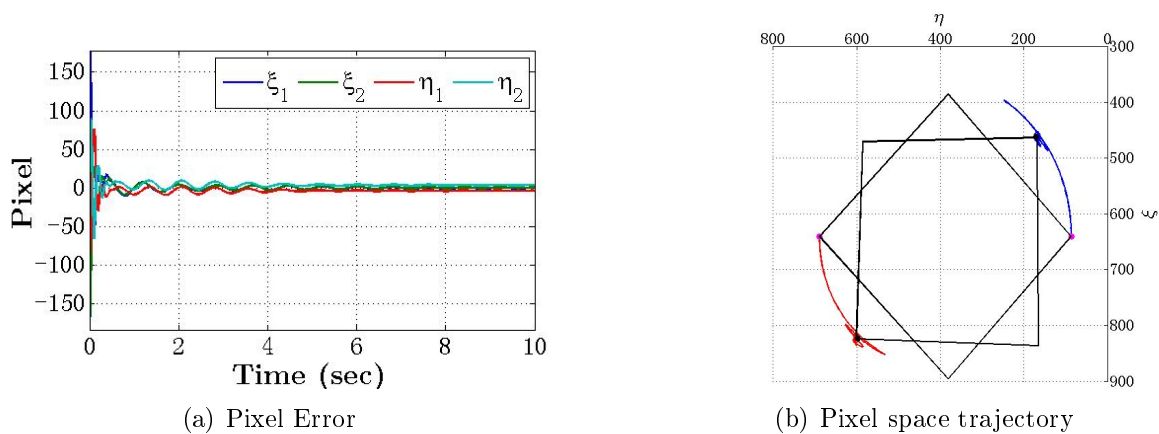 150
100
50
0
−50
−100
−150
Pixel
ξ1 ξ2 η1 η2
0 2 4 6 8 10
Time (sec)
(a) Pixel Error
η
800 600 400 200 0
300
400
500
600
700
800
900
ξ
(b) Pixel space trajectory